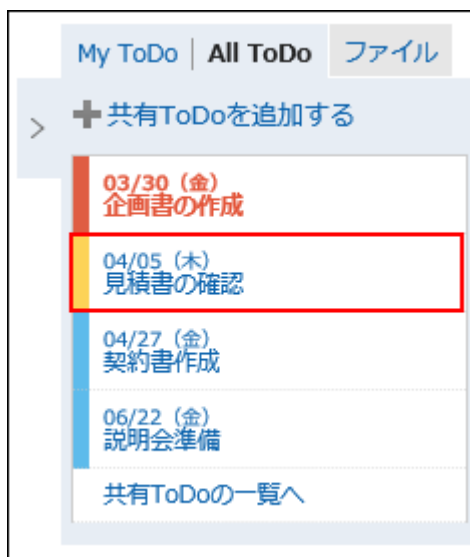 My ToDo | All ToDo ファイル
共有ToDoを追加する
03/30（金）
企画書の作成
04/05（木）
見積書の確認
04/27（金）
契約書作成
06/22（金）
説明会準備
共有ToDoの一覧へ